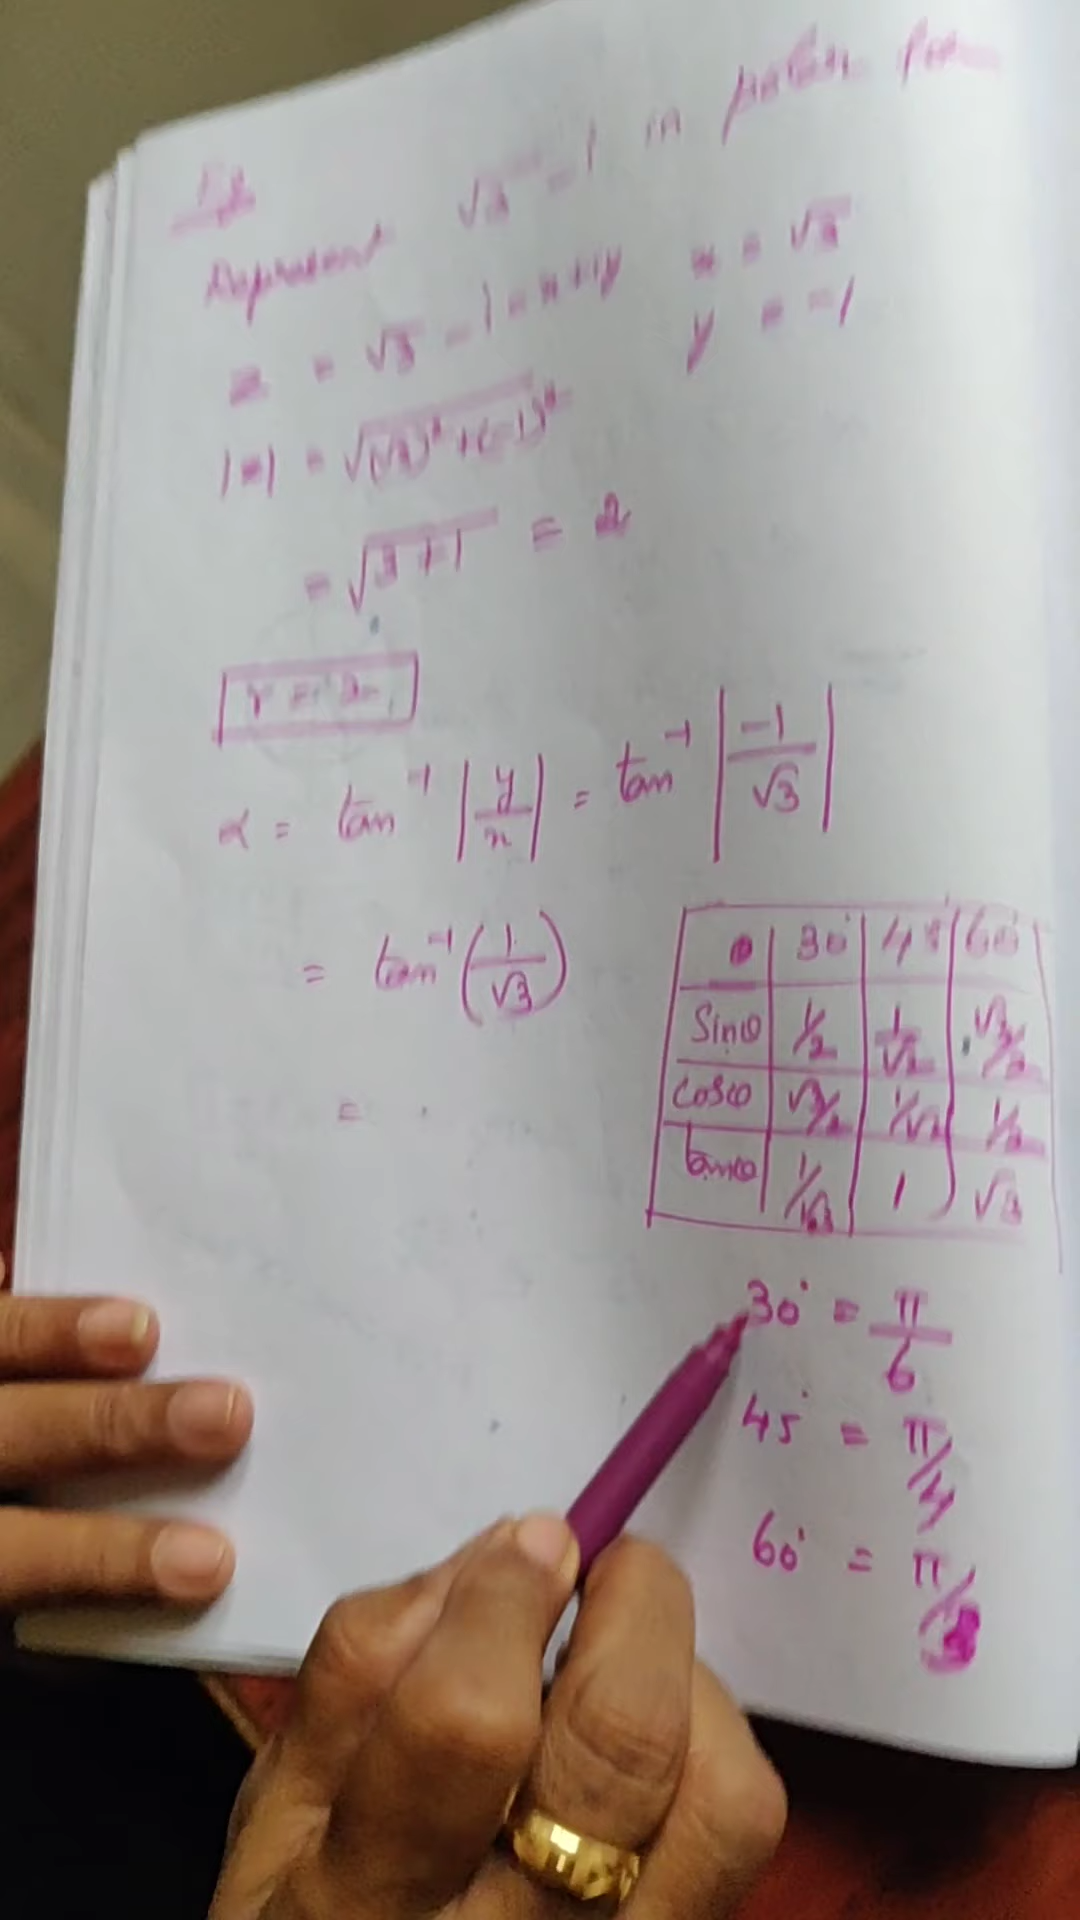 Represent √3 - i in polar form
z = √3 - i = x+iy x = √3
y = -1
|z| = √(√3)² + (-1)²
= √3+1 = 2
r = 2
α = tan⁻¹ |y/x| = tan⁻¹ |-1/√3|
= tan⁻¹ (1/√3)
=
θ 30° 45° 60°
Sinθ 1/2 1/√2 √3/2
cosθ √3/2 1/√2 1/2
tanθ 1/√3 1 √3
30° = π/6
45° = π/4
60° = π/3